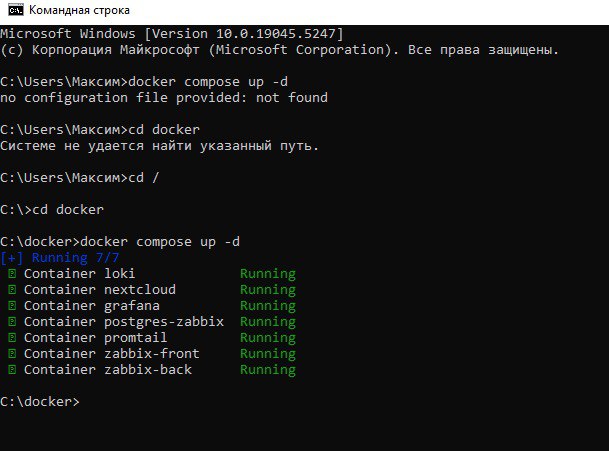 Командная строка
Microsoft Windows [Version 10.0.19045.5247]
(c) Корпорация Майкрософт (Microsoft Corporation). Все права защищены.
C:\Users\Максим>docker compose up -d
no configuration file provided: not found
C:\Users\Максим>cd docker
Системе не удается найти указанный путь.
C:\Users\Максим>cd /
C:\>cd docker
C:\docker>docker compose up -d
[+] Running 7/7
Container loki Running
Container nextcloud Running
Container grafana Running
Container postgres-zabbix Running
Container promtail Running
Container zabbix-front Running
Container zabbix-back Running
C:\docker>